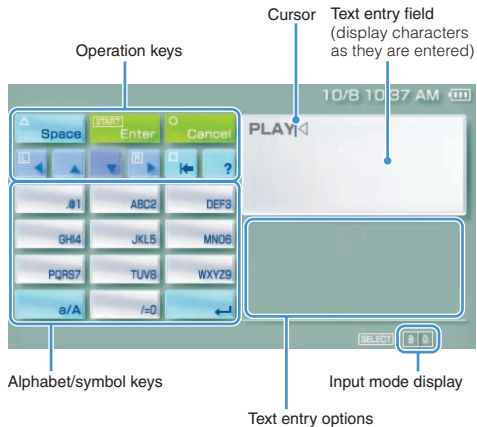 Cursor
Text entry field
(display characters
as they are entered)
Operation keys
10/8 10:37 AM
Space
START
Enter
Cancel
PLAY
L
R
?
.@1
ABC2
DEF3
GHI4
JKL5
MNO6
PQRS7
TUV8
WXYZ9
a/A
/=0
SELECT
Alphabet/symbol keys
Input mode display
Text entry options